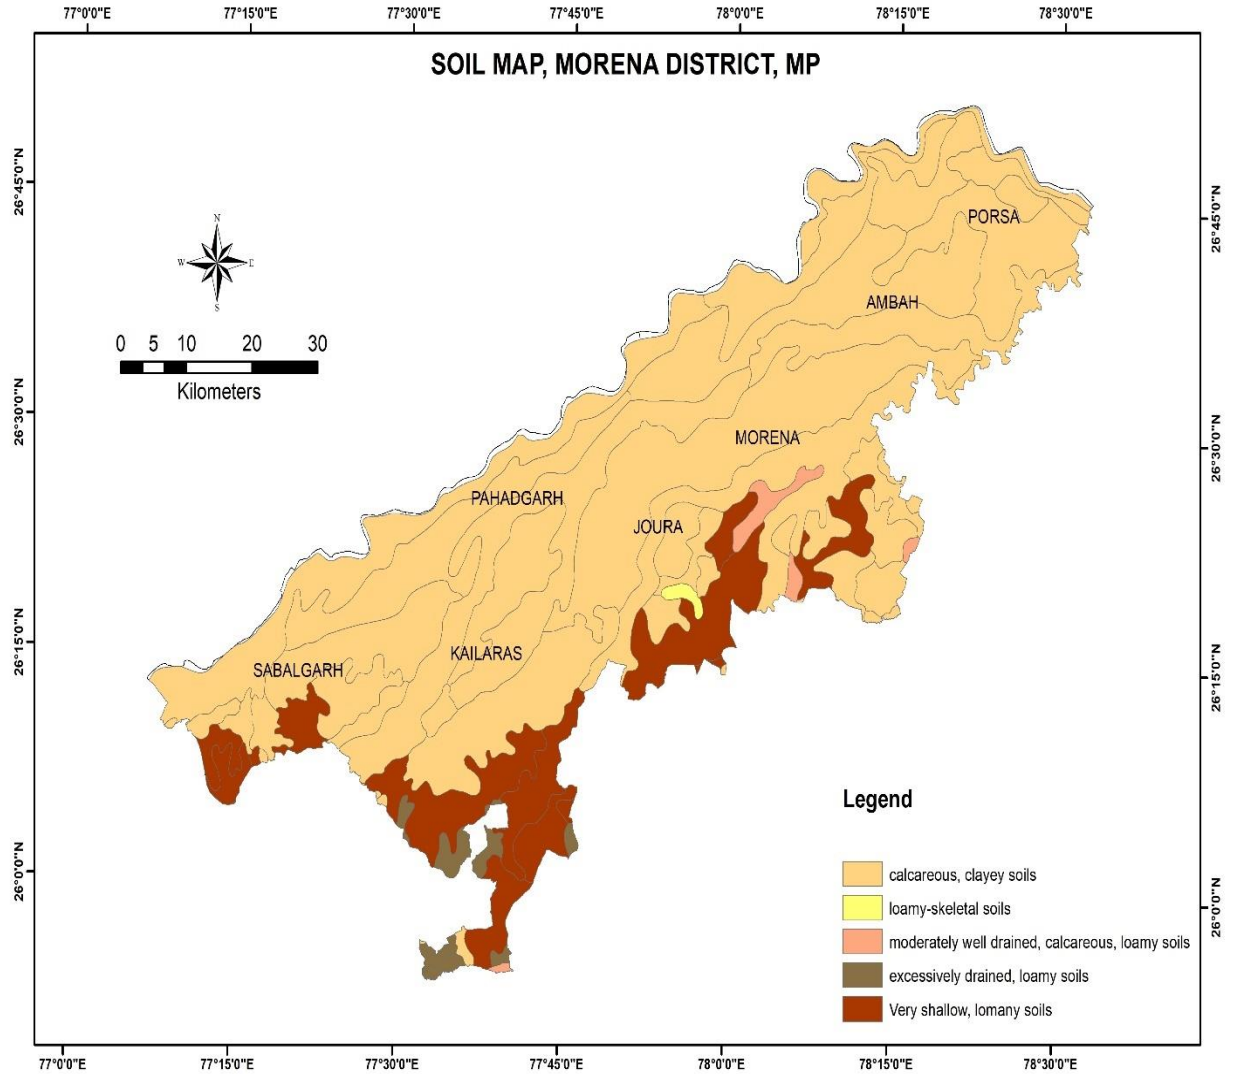 77°0'0"E 77°15'0"E 77°30'0"E 77°45'0"E 78°0'0"E 78°15'0"E 78°30'0"E
SOIL MAP, MORENA DISTRICT, MP
26°45'0"N
26°45'0"N
PORSA
N
W E
S
AMBAH
0 5 10 20 30
Kilometers
26°30'0"N
26°30'0"N
MORENA
PAHADGARH
JOURA
26°15'0"N
26°15'0"N
KAILARAS
SABALGARH
Legend
26°0'0"N
26°0'0"N
calcareous, clayey soils
loamy-skeletal soils
moderately well drained, calcareous, loamy soils
excessively drained, loamy soils
Very shallow, lomany soils
77°0'0"E 77°15'0"E 77°30'0"E 77°45'0"E 78°0'0"E 78°15'0"E 78°30'0"E